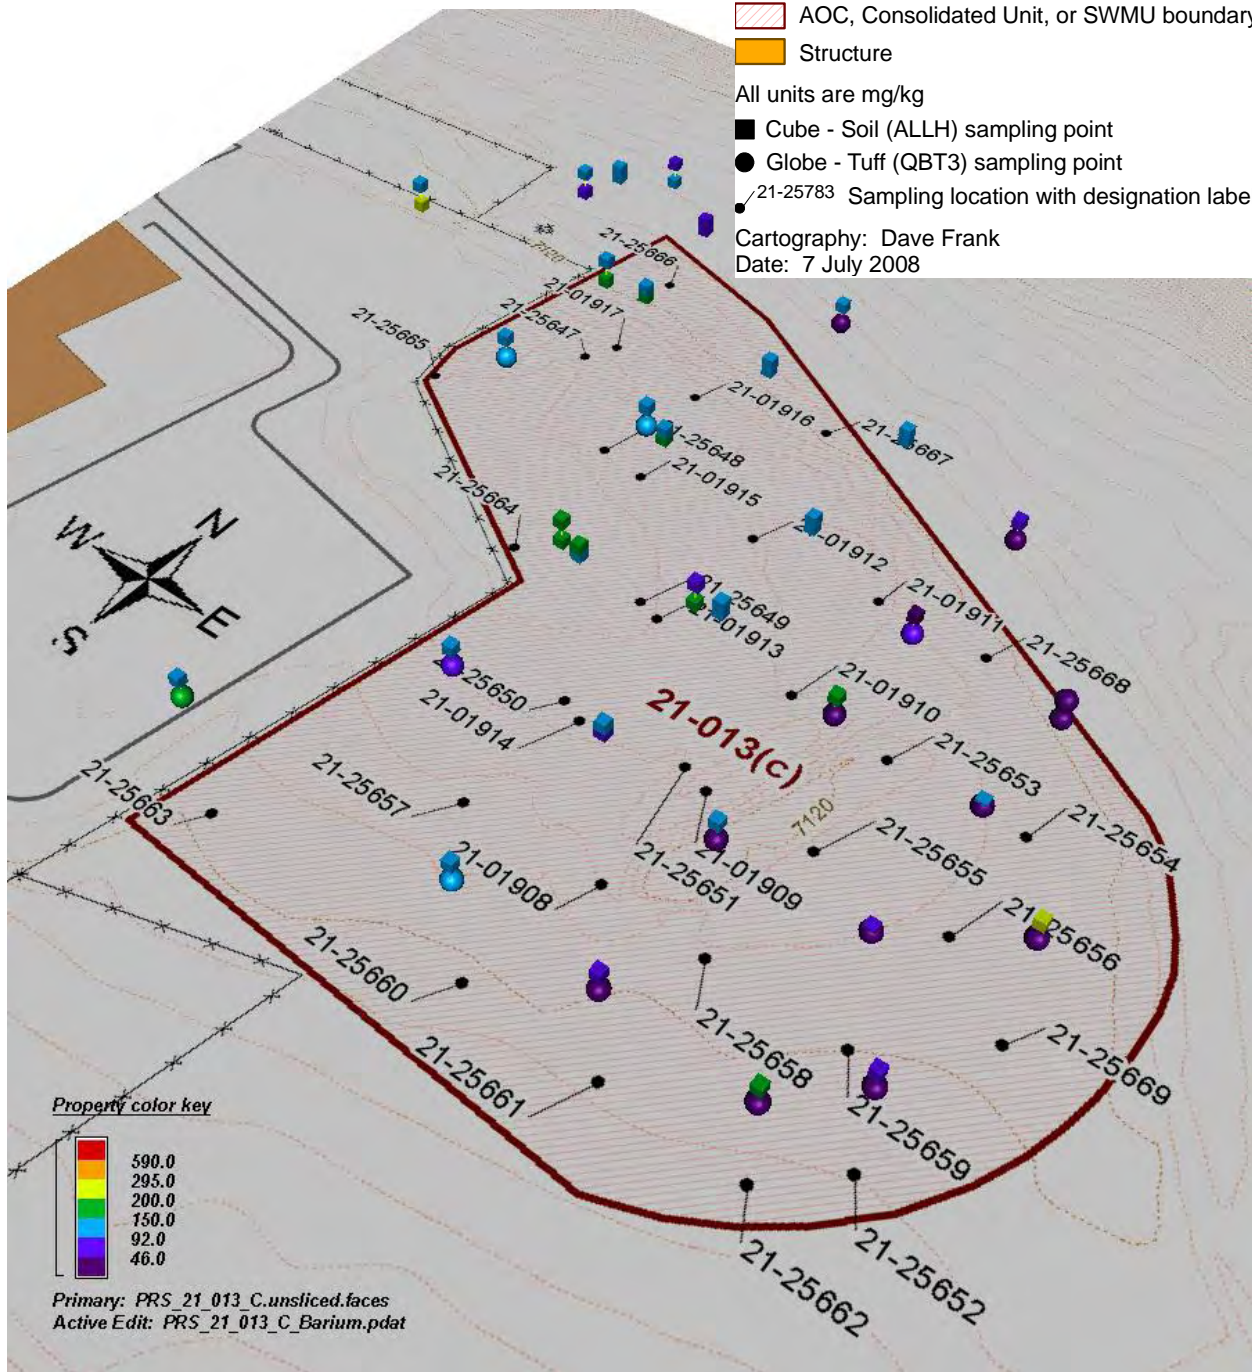 AOC, Consolidated Unit, or SWMU boundary
Structure
All units are mg/kg
Cube - Soil (ALLH) sampling point
Globe - Tuff (QBT3) sampling point
21-25783 Sampling location with designation labe
Cartography: Dave Frank
Date: 7 July 2008
7120
21-25666
21-01917
21-25647
21-25665
21-01916
21-25667
21-25648
21-01915
21-25664
21-01912
21-25649
21-01913
21-01911
21-25668
N
W
E
S
21-25650
21-01914
21-01910
21-013(c)
21-25653
21-25657
21-25663
7120
21-25654
21-25655
21-01909
21-25651
21-01908
21-25656
21-25660
21-25658
21-25669
21-25661
21-25659
21-25652
21-25662
Property color key
590.0
295.0
200.0
150.0
92.0
46.0
Primary: PRS_21_013_C.unsliced.faces
Active Edit: PRS_21_013_C_Barium.pdat